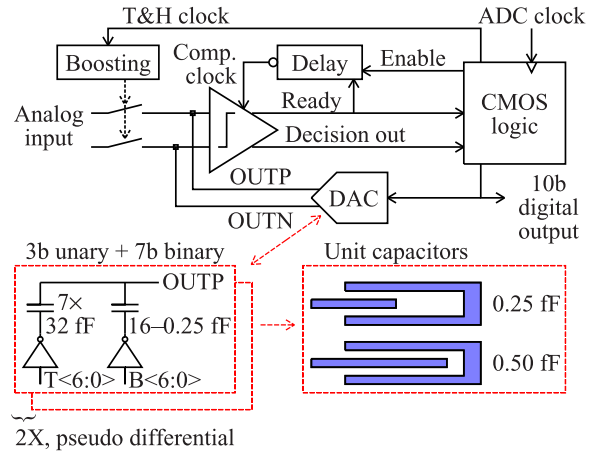 T&H clock
ADC clock
Boosting
Comp.
clock
Delay
Enable
Analog
input
Ready
CMOS
logic
Decision out
OUTP
DAC
OUTN
10b
digital
output
3b unary + 7b binary
Unit capacitors
OUTP
7×
32 fF
16–0.25 fF
0.25 fF
0.50 fF
T<6:0>
B<6:0>
2X, pseudo differential